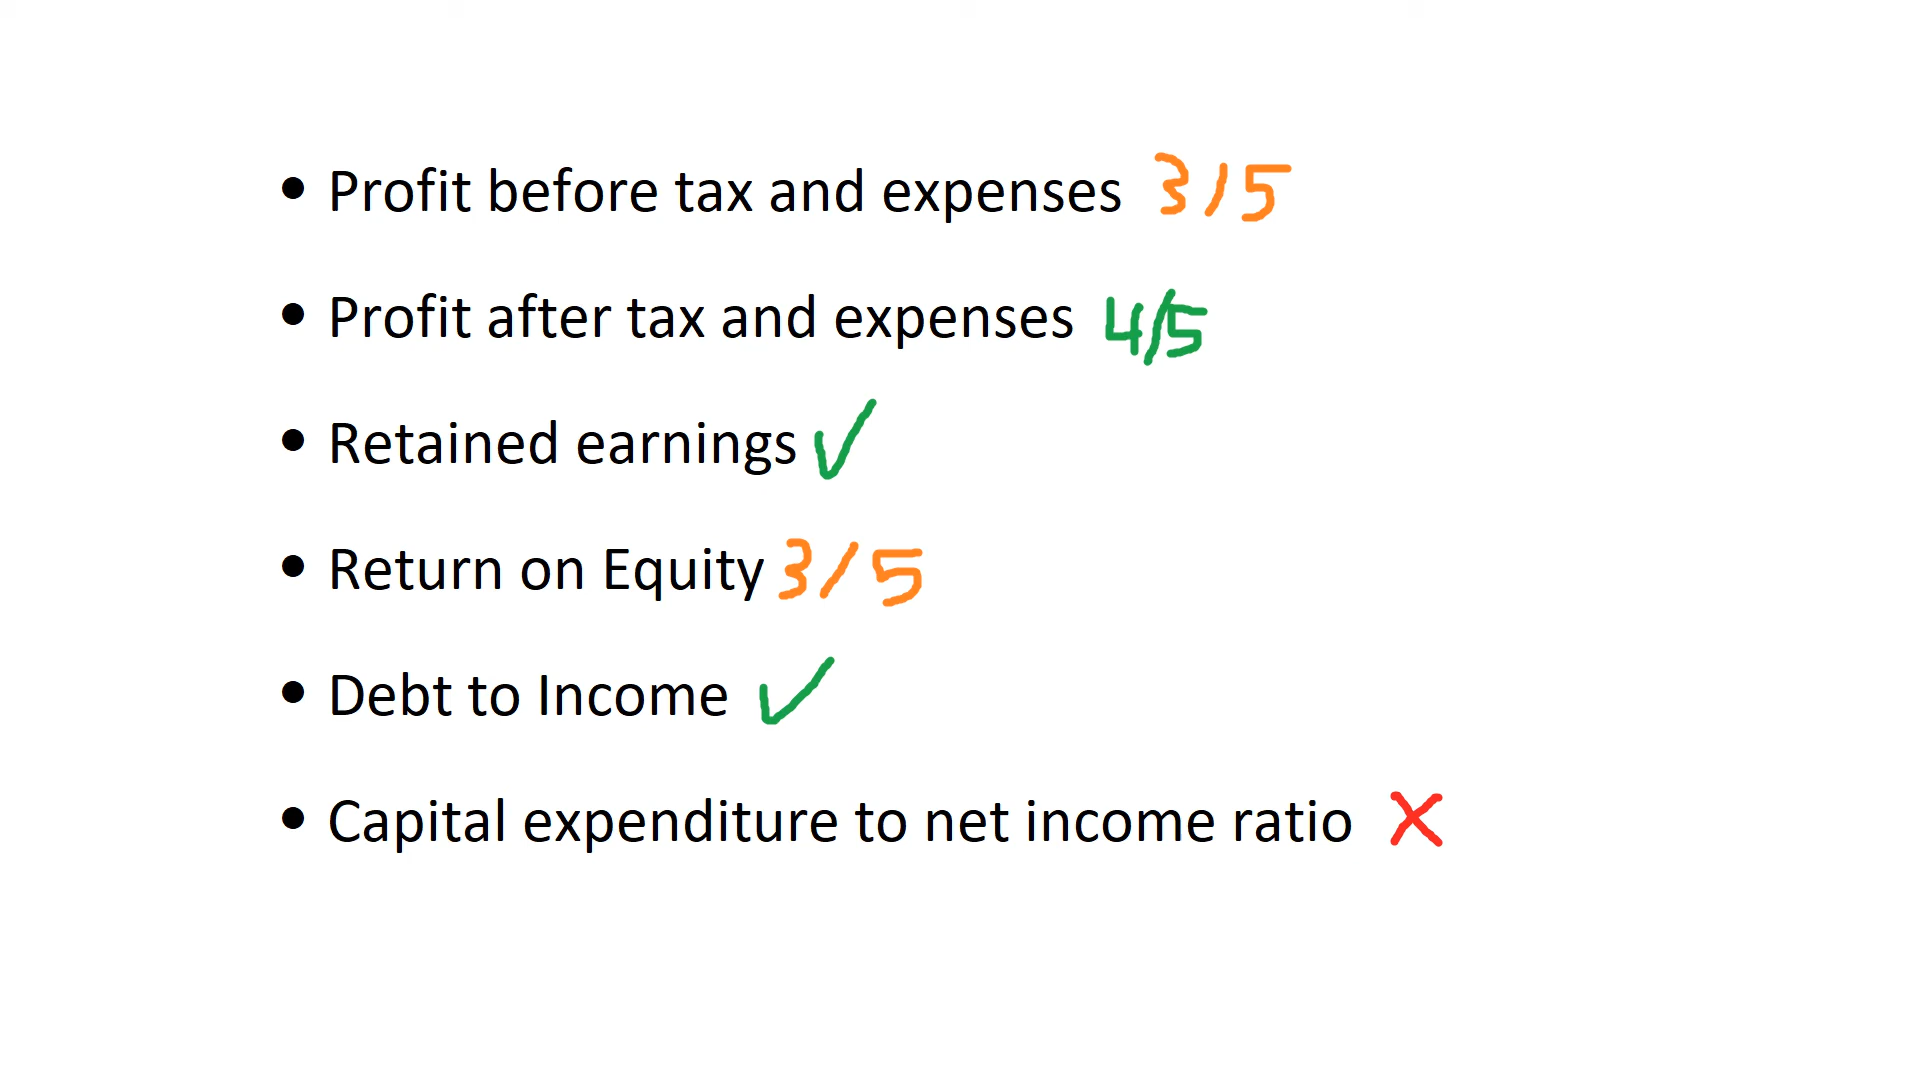 • Profit before tax and expenses 3/5
• Profit after tax and expenses 4/5
• Retained earnings ✓
• Return on Equity 3/5
• Debt to Income ✓
• Capital expenditure to net income ratio ✗